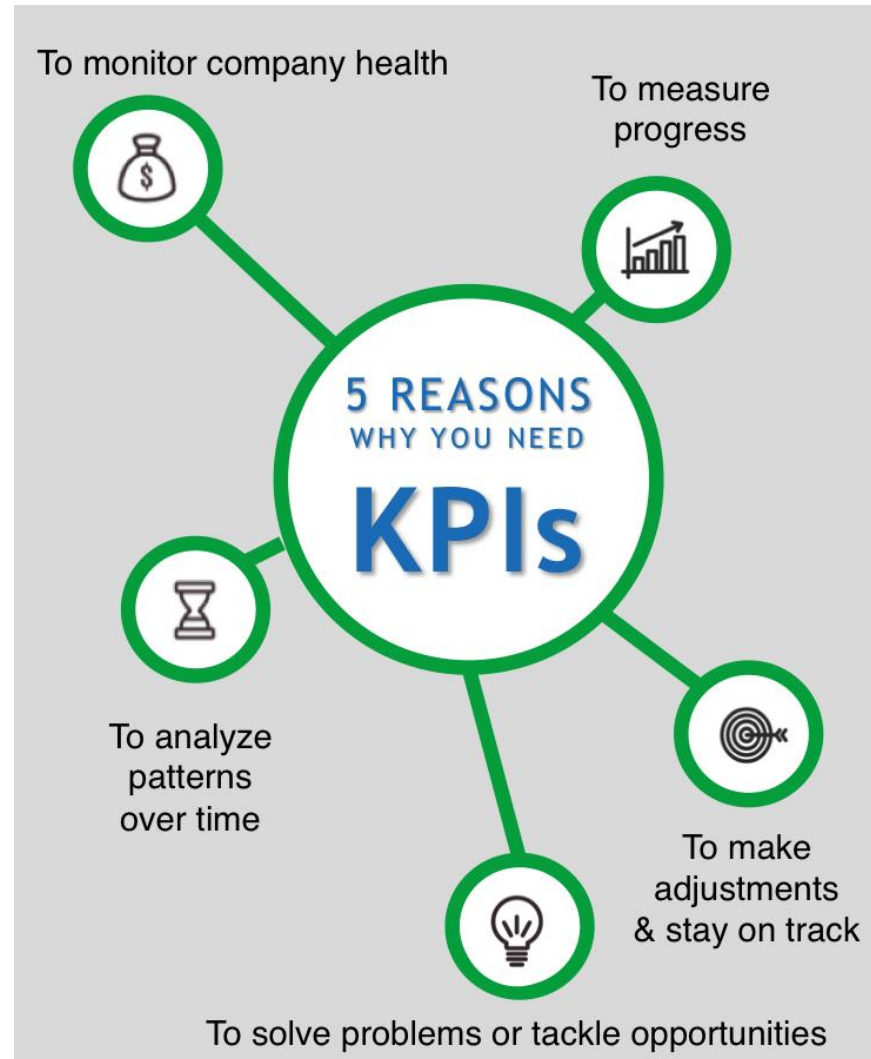 To monitor company health
To measure
progress
$
5 REASONS
WHY YOU NEED
KPIs
To analyze
patterns
over time
To make
adjustments
& stay on track
To solve problems or tackle opportunities